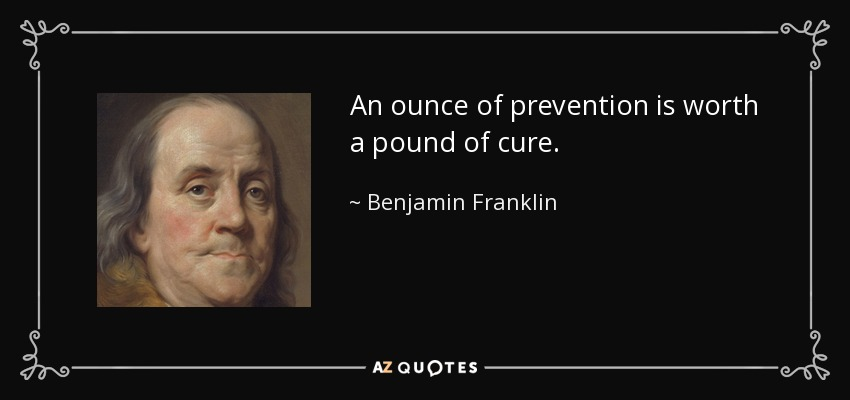 An ounce of prevention is worth
a pound of cure.
~ Benjamin Franklin
AZ QUOTES